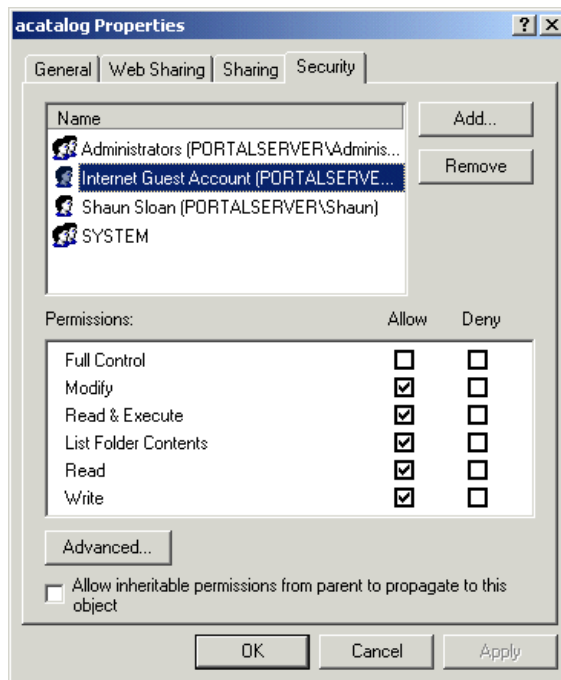 acatalog Properties
General Web Sharing Sharing Security
Name
Add...
Administrators (PORTALSERVER\Adminis...
Remove
Internet Guest Account (PORTALSERVE...
Shaun Sloan (PORTALSERVER\Shaun)
SYSTEM
Permissions: Allow Deny
Full Control
Modify
Read & Execute
List Folder Contents
Read
Write
Advanced...
Allow inheritable permissions from parent to propagate to this
object
OK Cancel Apply